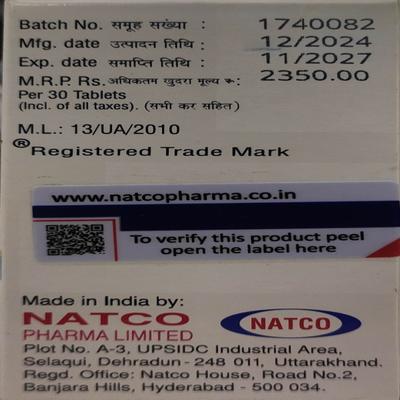 Batch No. समूह संख्या : 1740082
Mfg. date उत्पादन तिथि : 12/2024
Exp. date समाप्ति तिथि : 11/2027
M.R.P. Rs. अधिकतम खुदरा मूल्य रू: 2350.00
Per 30 Tablets
(Incl. of all taxes). (सभी कर सहित)
M.L.: 13/UA/2010
®Registered Trade Mark
www.natcopharma.co.in
To verify this product peel
open the label here
Made in India by:
NATCO
PHARMA LIMITED
NATCO
Plot No. A-3, UPSIDC Industrial Area,
Selaqui, Dehradun - 248 011, Uttarakhand.
Regd. Office: Natco House, Road No.2,
Banjara Hills, Hyderabad - 500 034.